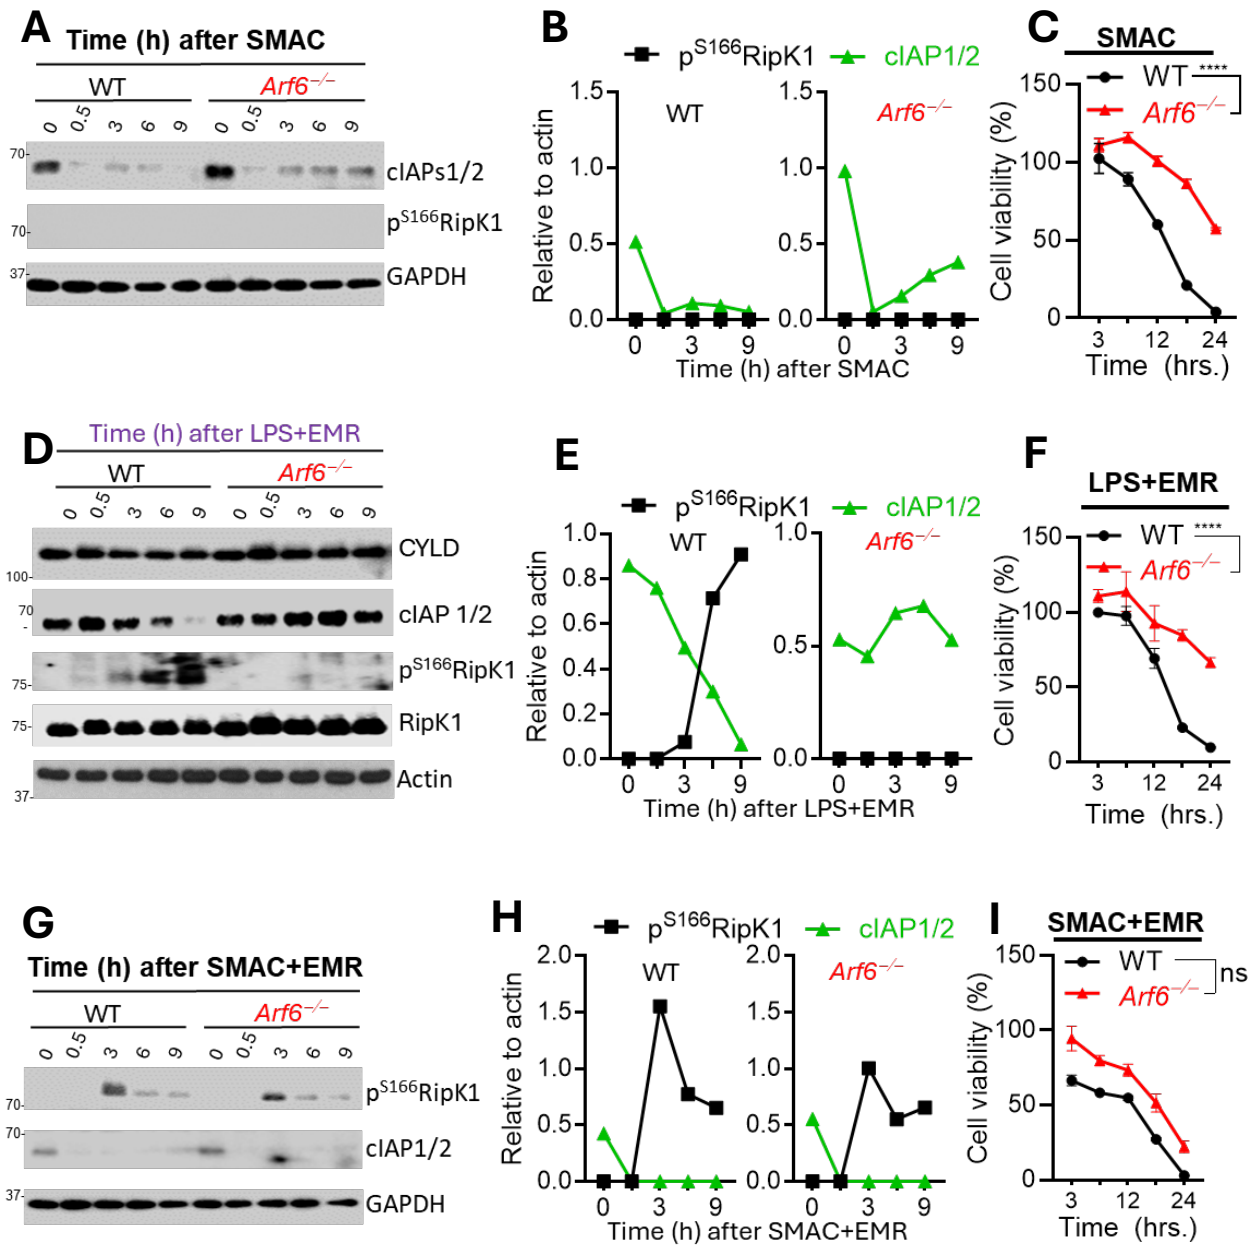 A
Time (h) after SMAC
WT Arf6−/−
0 0.5 3 6 9 0 0.5 3 6 9
70-
cIAPs1/2
pS166RipK1
70-
37-
GAPDH
B
pS166RipK1 cIAP1/2
Relative to actin
1.5 1.0 0.5 0.0
WT
0 3 9
1.5 1.0 0.5 0.0
Arf6−/−
0 3 9
Time (h) after SMAC
C
SMAC
WT ****
Arf6−/−
Cell viability (%)
150 100 50 0
3 12 24
Time (hrs.)
D
Time (h) after LPS+EMR
WT Arf6−/−
0 0.5 3 6 9 0 0.5 3 6 9
CYLD
100-
70
-
cIAP 1/2
pS166RipK1
75-
75-
RipK1
Actin
37-
E
pS166RipK1 cIAP1/2
Relative to actin
1.0 0.8 0.6 0.4 0.2 0.0
WT
0 3 9
1.0 0.5 0.0
Arf6−/−
0 3 9
Time (h) after LPS+EMR
F
LPS+EMR
WT ****
Arf6−/−
Cell viability (%)
150 100 50 0
3 12 24
Time (hrs.)
G
Time (h) after SMAC+EMR
WT Arf6−/−
0 0.5 3 6 9 0 0.5 3 6 9
pS166RipK1
70-
70-
cIAP1/2
37-
GAPDH
H
pS166RipK1 cIAP1/2
Relative to actin
2.0 1.5 1.0 0.5 0.0
WT
0 3 9
2.0 1.5 1.0 0.5 0.0
Arf6−/−
0 3 9
Time (h) after SMAC+EMR
I
SMAC+EMR
WT
Arf6−/−
ns
Cell viability (%)
150 100 50 0
3 12 24
Time (hrs.)